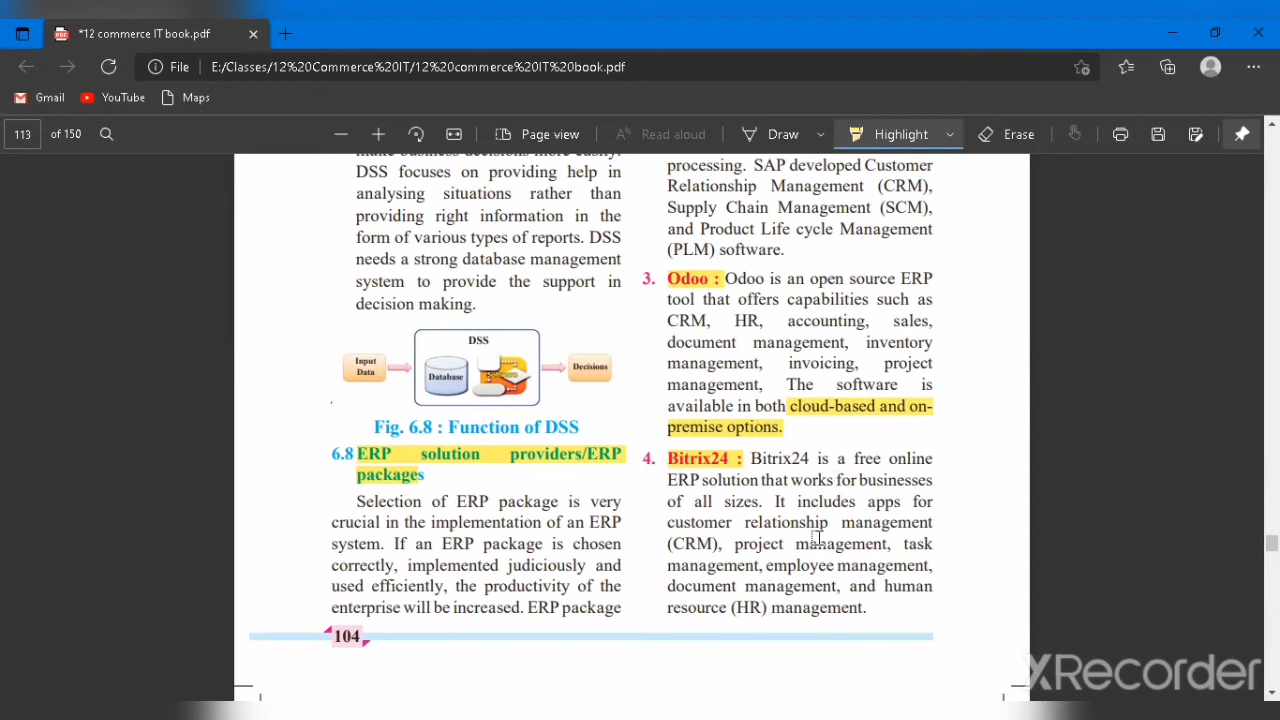 *12 commerce IT book.pdf
File
E:/Classes/12%20Commerce%20IT/12%20commerce%20IT%20book.pdf
Gmail
YouTube
Maps
113
of 150
Page view
Read aloud
Draw
Highlight
Erase
make business decisions more easily.
DSS focuses on providing help in
analysing situations rather than
providing right information in the
form of various types of reports. DSS
needs a strong database management
system to provide the support in
decision making.
DSS
Input
Data
Database
Decisions
Fig. 6.8 : Function of DSS
6.8 ERP solution providers/ERP
packages
Selection of ERP package is very
crucial in the implementation of an ERP
system. If an ERP package is chosen
correctly, implemented judiciously and
used efficiently, the productivity of the
enterprise will be increased. ERP package
104
processing. SAP developed Customer
Relationship Management (CRM),
Supply Chain Management (SCM),
and Product Life cycle Management
(PLM) software.
3. Odoo : Odoo is an open source ERP
tool that offers capabilities such as
CRM, HR, accounting, sales,
document management, inventory
management, invoicing, project
management, The software is
available in both cloud-based and on-
premise options.
4. Bitrix24 : Bitrix24 is a free online
ERP solution that works for businesses
of all sizes. It includes apps for
customer relationship management
(CRM), project management, task
management, employee management,
document management, and human
resource (HR) management.
XRecorder